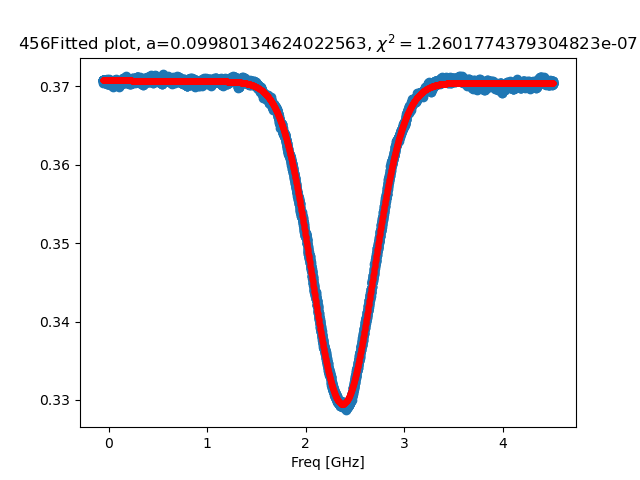 456Fitted plot, a=0.09980134624022563, χ² = 1.2601774379304823e-07
0.37
0.36
0.35
0.34
0.33
0 1 2 3 4
Freq [GHz]